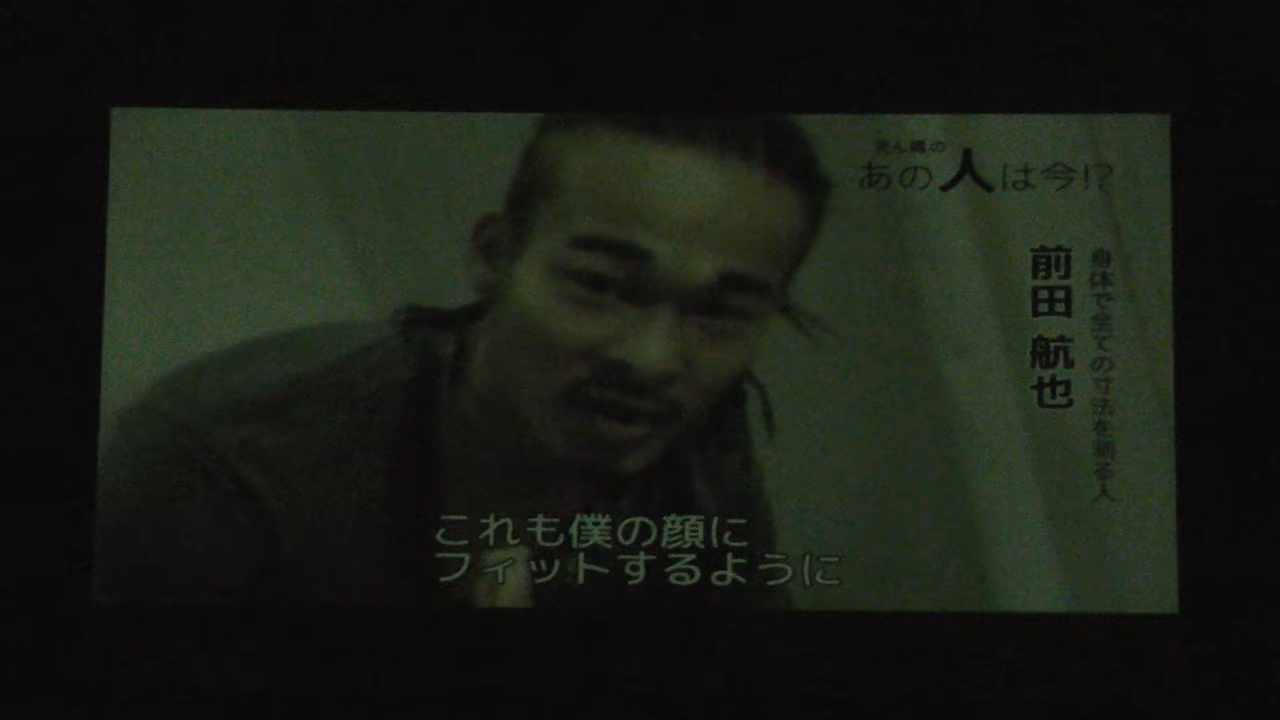 あの人は今!?
身体で全ての寸法を測る人
前田 航也
これも僕の顔に
フィットするように